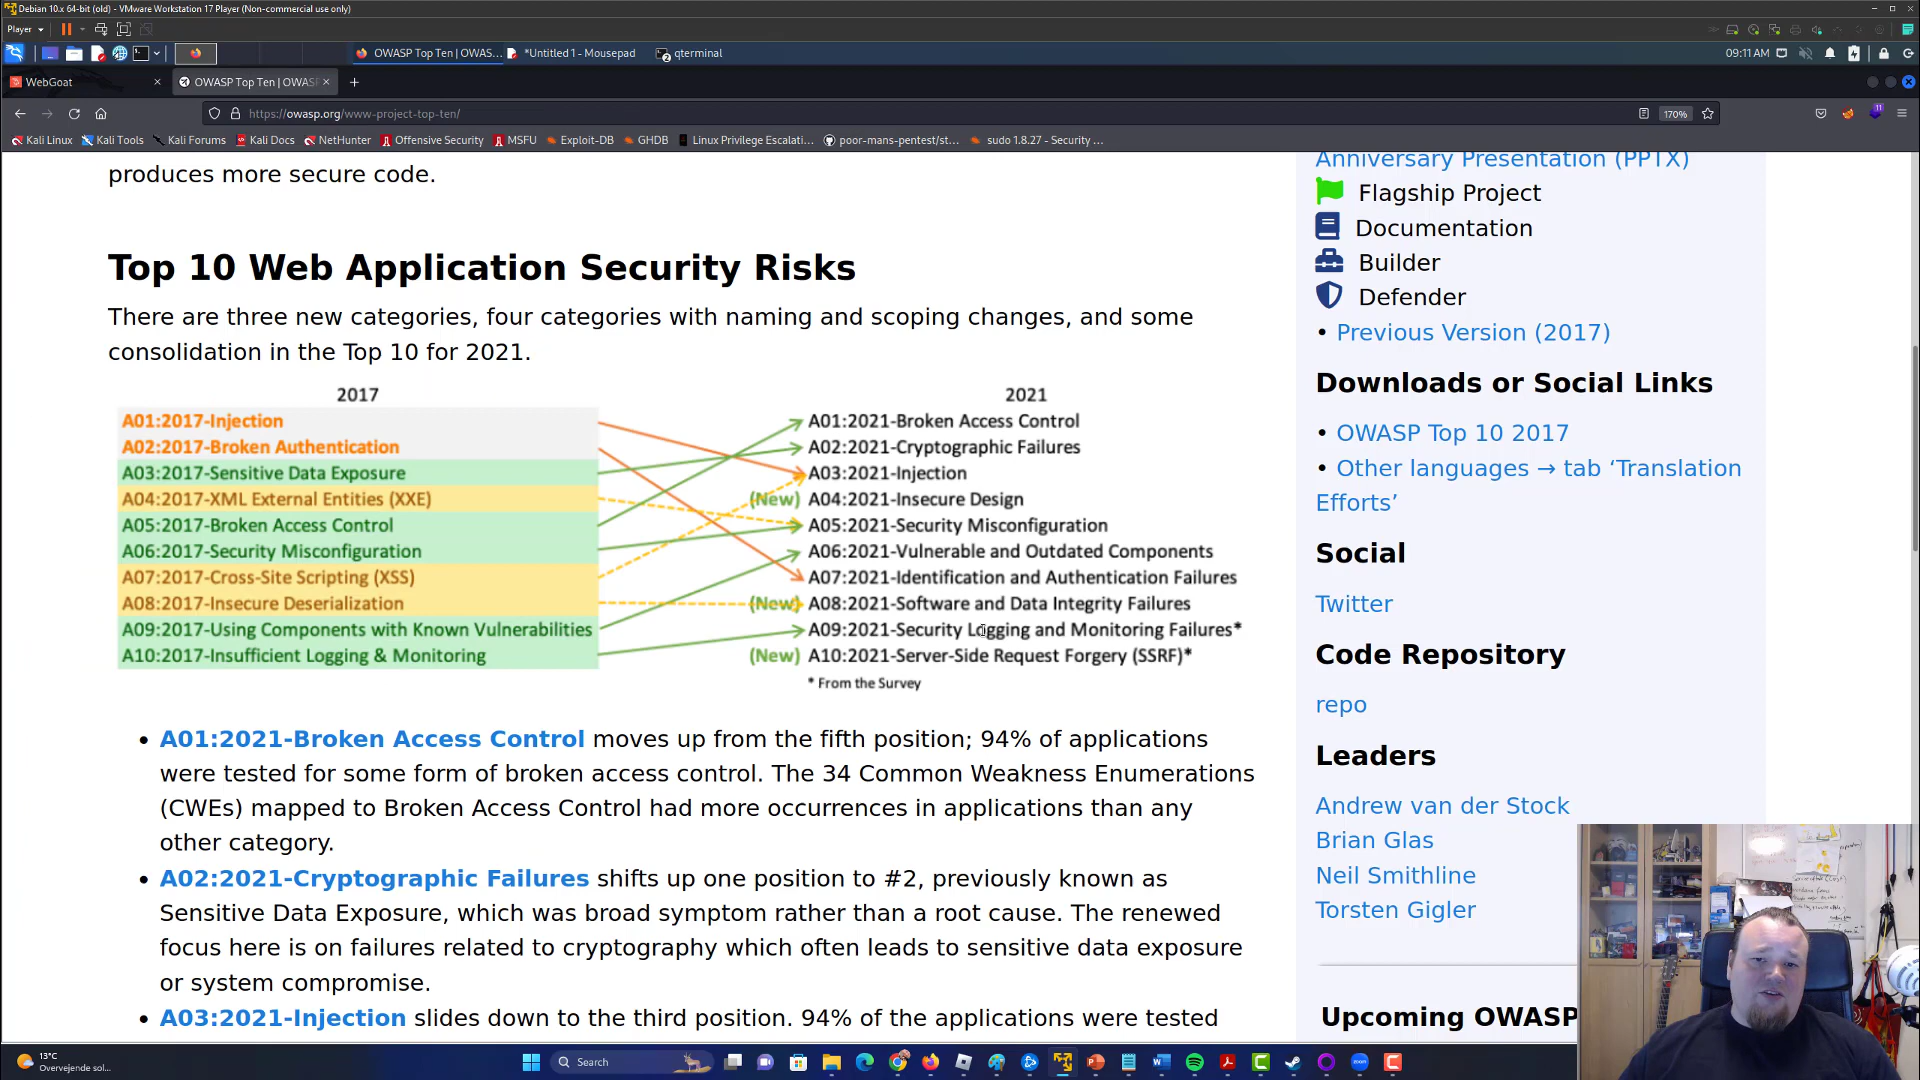 Debian 10.x 64-bit (old) - VMware Workstation 17 Player (Non-commercial use only)
Player
OWASP Top Ten | OWAS...
*Untitled 1 - Mousepad
qterminal
09:11 AM
WebGoat
OWASP Top Ten | OWASP
https://owasp.org/www-project-top-ten/
170%
11
Kali Linux
Kali Tools
Kali Forums
Kali Docs
NetHunter
Offensive Security
MSFU
Exploit-DB
GHDB
Linux Privilege Escalati...
poor-mans-pentest/st...
sudo 1.8.27 - Security ...
produces more secure code.
Top 10 Web Application Security Risks
There are three new categories, four categories with naming and scoping changes, and some
consolidation in the Top 10 for 2021.
2017
A01:2017-Injection
A02:2017-Broken Authentication
A03:2017-Sensitive Data Exposure
A04:2017-XML External Entities (XXE)
A05:2017-Broken Access Control
A06:2017-Security Misconfiguration
A07:2017-Cross-Site Scripting (XSS)
A08:2017-Insecure Deserialization
A09:2017-Using Components with Known Vulnerabilities
A10:2017-Insufficient Logging & Monitoring
2021
A01:2021-Broken Access Control
A02:2021-Cryptographic Failures
A03:2021-Injection
(New) A04:2021-Insecure Design
A05:2021-Security Misconfiguration
A06:2021-Vulnerable and Outdated Components
A07:2021-Identification and Authentication Failures
(New) A08:2021-Software and Data Integrity Failures
A09:2021-Security Logging and Monitoring Failures*
(New) A10:2021-Server-Side Request Forgery (SSRF)*
* From the Survey
• A01:2021-Broken Access Control moves up from the fifth position; 94% of applications
were tested for some form of broken access control. The 34 Common Weakness Enumerations
(CWEs) mapped to Broken Access Control had more occurrences in applications than any
other category.
• A02:2021-Cryptographic Failures shifts up one position to #2, previously known as
Sensitive Data Exposure, which was broad symptom rather than a root cause. The renewed
focus here is on failures related to cryptography which often leads to sensitive data exposure
or system compromise.
• A03:2021-Injection slides down to the third position. 94% of the applications were tested
Anniversary Presentation (PPTX)
Flagship Project
Documentation
Builder
Defender
• Previous Version (2017)
Downloads or Social Links
• OWASP Top 10 2017
• Other languages → tab ‘Translation
Efforts’
Social
Twitter
Code Repository
repo
Leaders
Andrew van der Stock
Brian Glas
Neil Smithline
Torsten Gigler
Upcoming OWASP
13°C
Overvejende sol...
Search